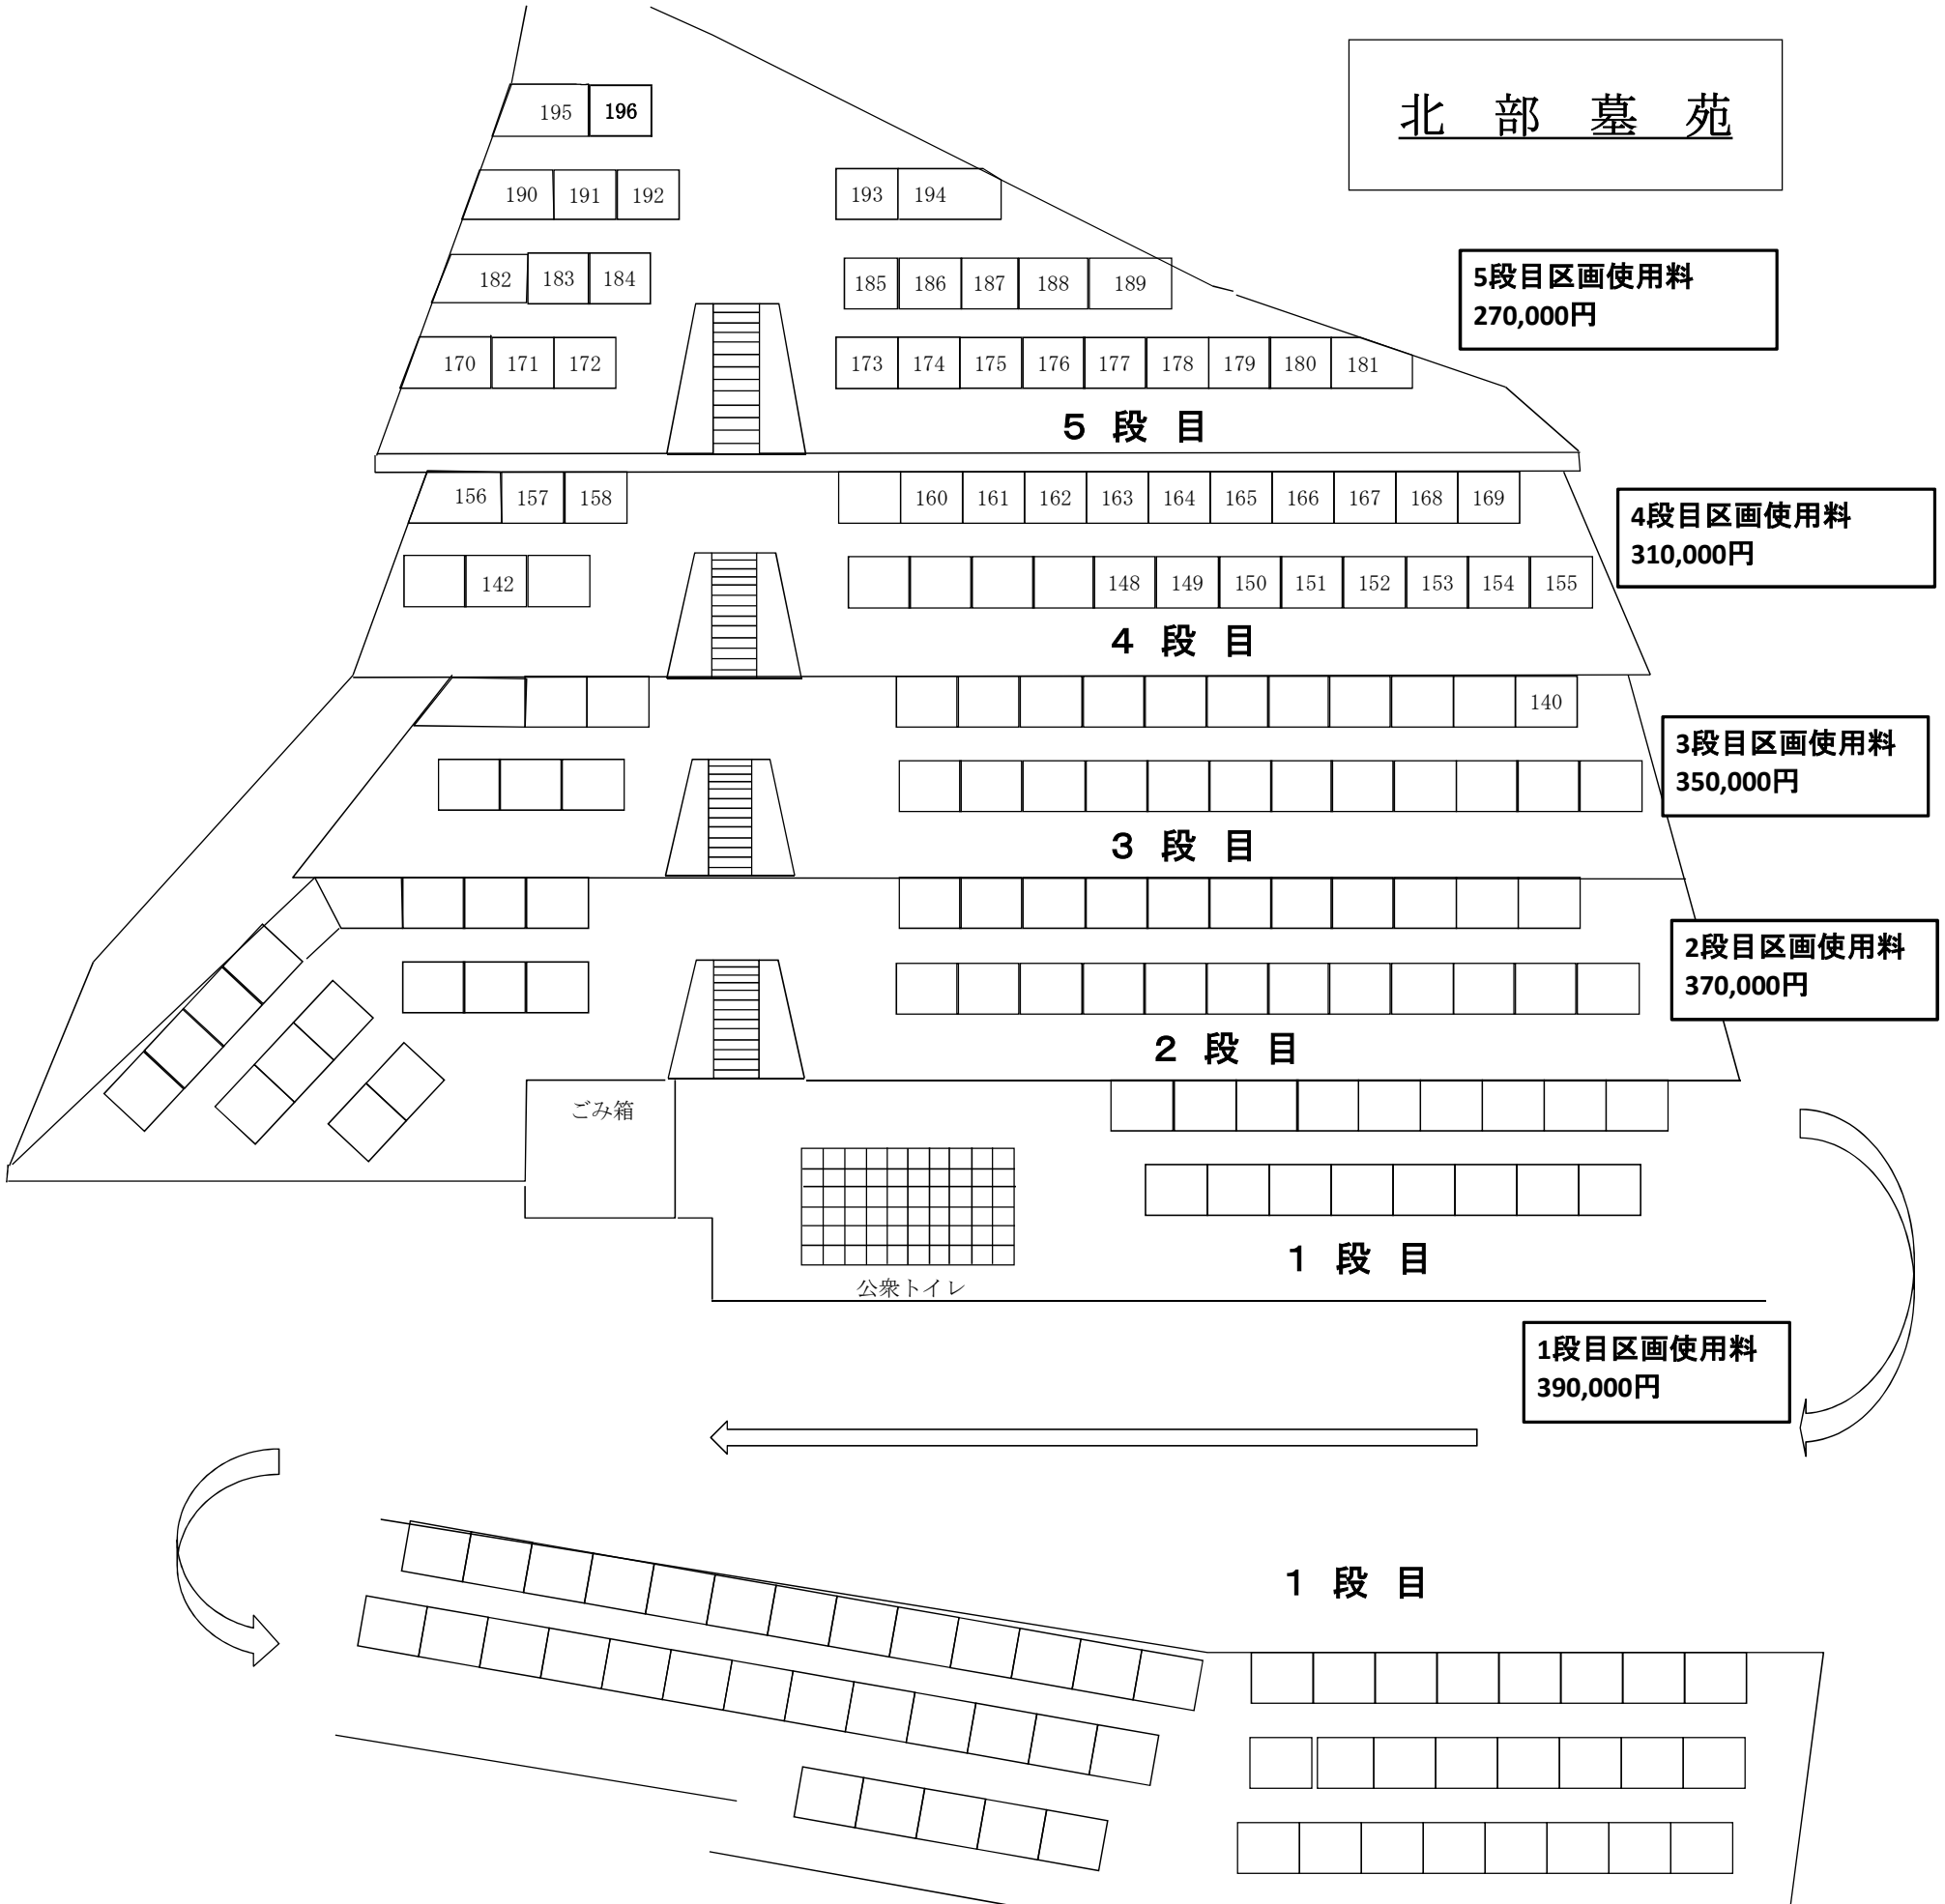 北 部 墓 苑
195 196
190 191 192 193 194
5段目区画使用料
270,000円
182 183 184 185 186 187 188 189
170 171 172 173 174 175 176 177 178 179 180 181
5 段 目
156 157 158 160 161 162 163 164 165 166 167 168 169
4段目区画使用料
310,000円
142 148 149 150 151 152 153 154 155
4 段 目
140
3段目区画使用料
350,000円
3 段 目
2段目区画使用料
370,000円
2 段 目
ごみ箱
1 段 目
公衆トイレ
1段目区画使用料
390,000円
1 段 目